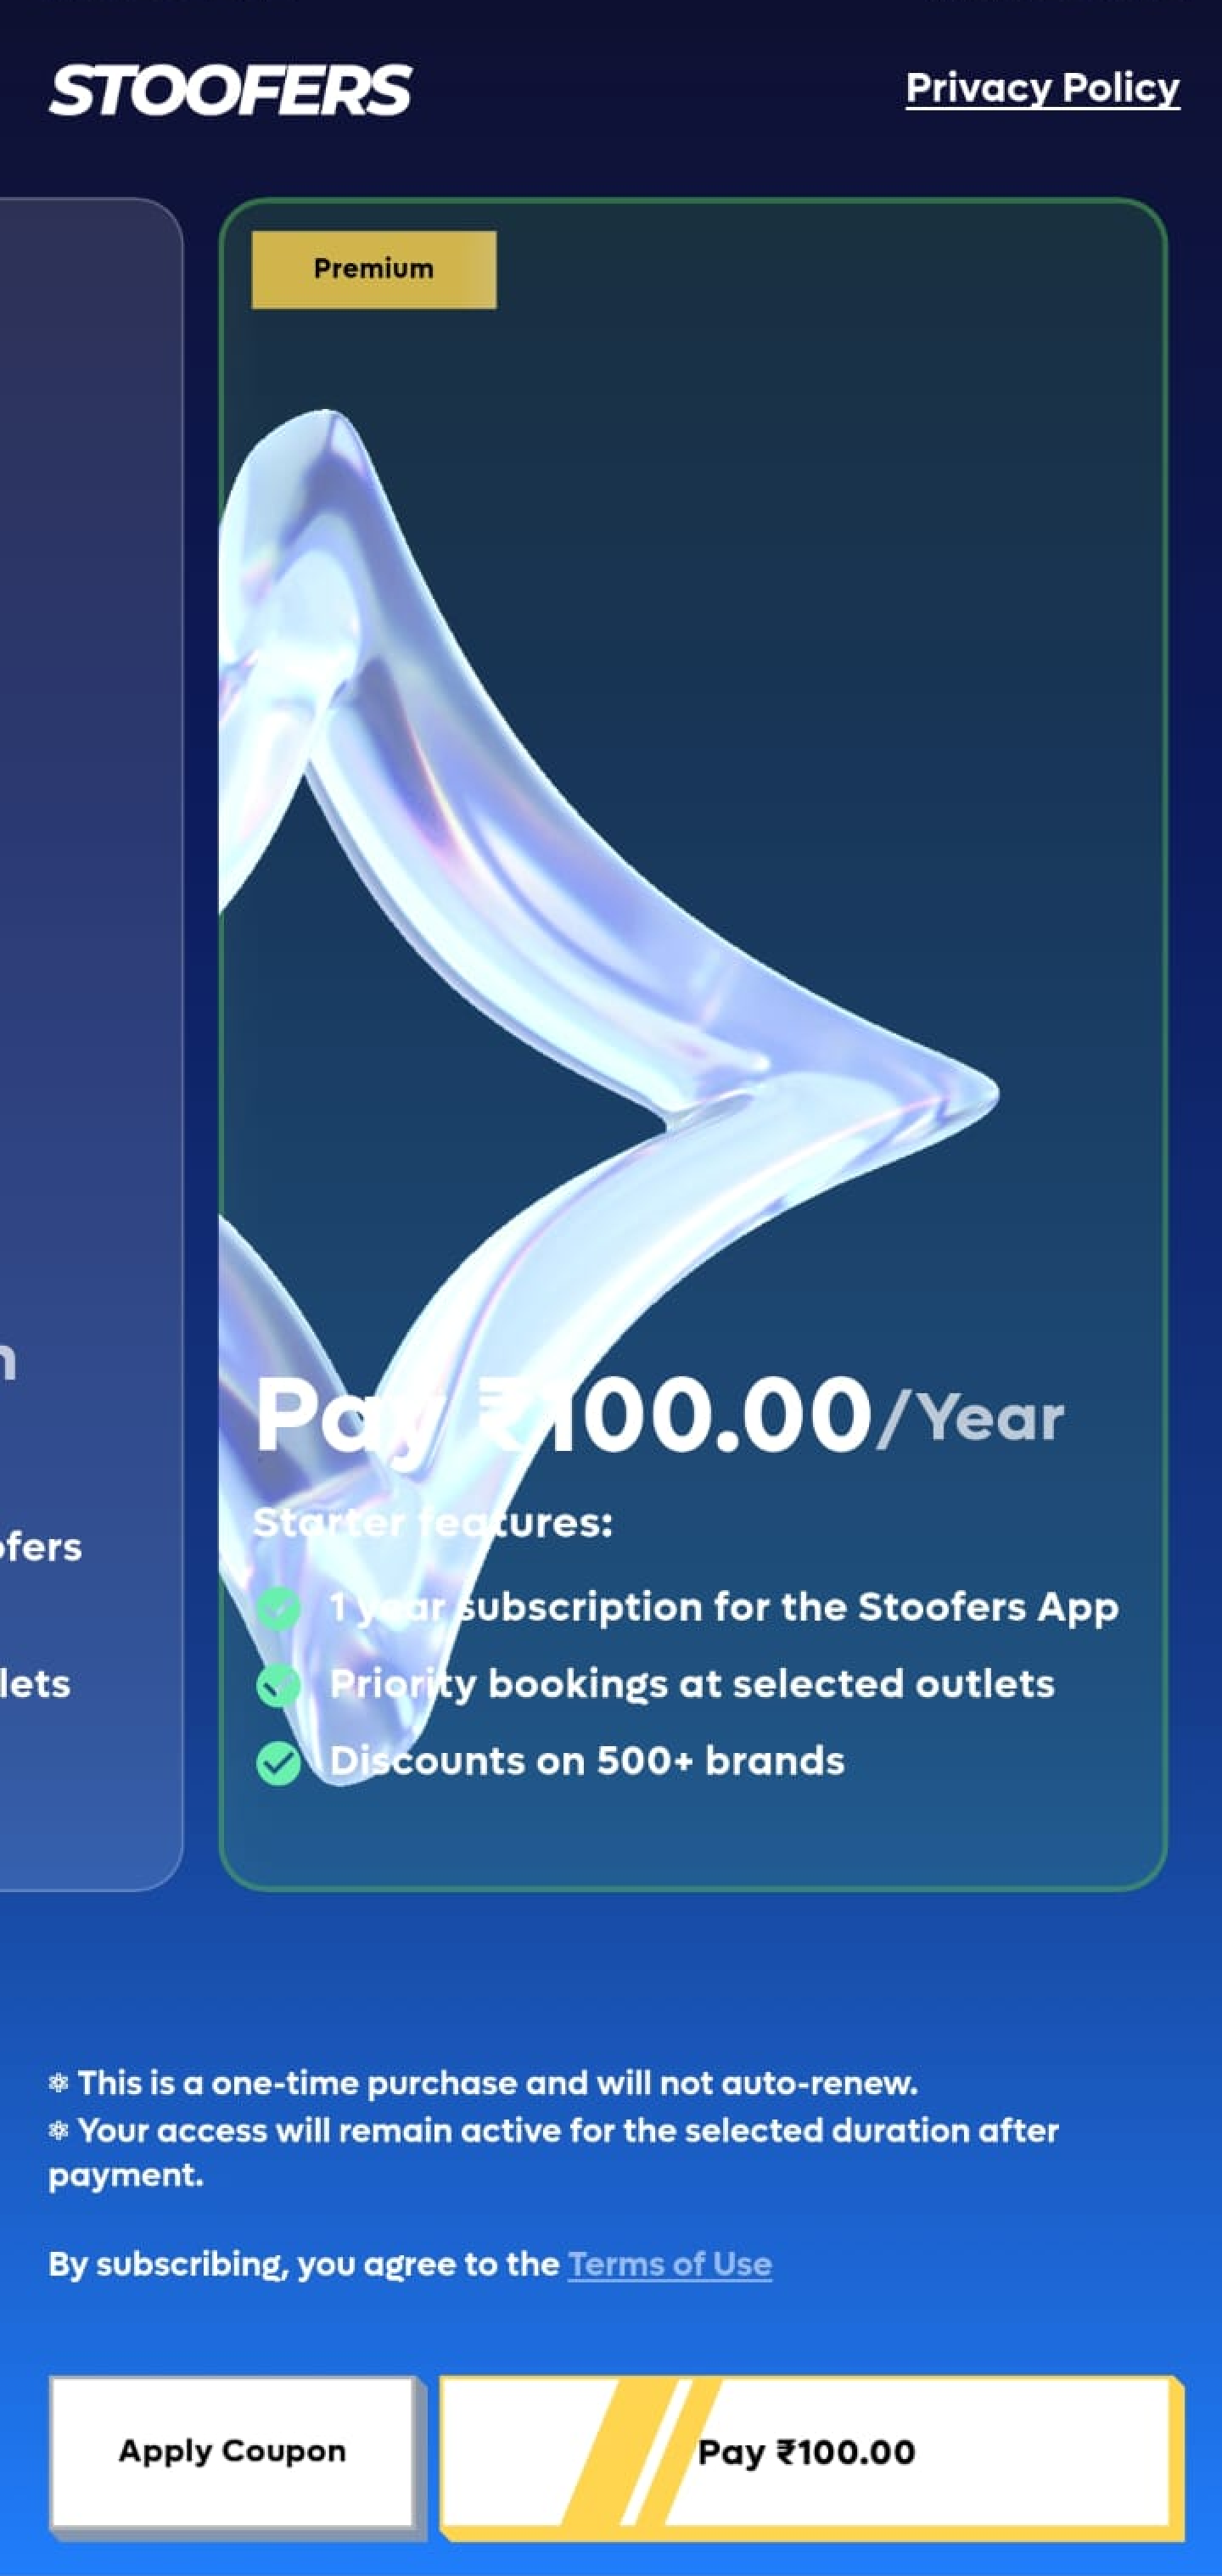 STOOFERS
Privacy Policy
Premium
Pay ₹100.00/Year
Starter features:
1 year subscription for the Stoofers App
Priority bookings at selected outlets
Discounts on 500+ brands
This is a one-time purchase and will not auto-renew.
Your access will remain active for the selected duration after
payment.
By subscribing, you agree to the Terms of Use
Apply Coupon
Pay ₹100.00